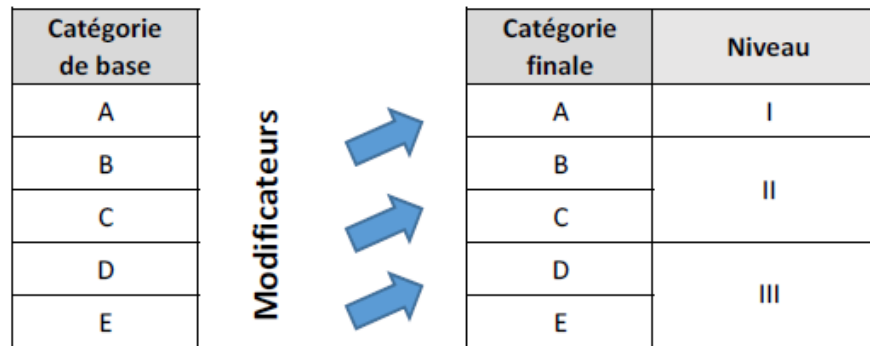 Catégorie
de base
A
B
C
D
E
Modificateurs
Catégorie
finale
Niveau
A
I
B
II
C
D
III
E